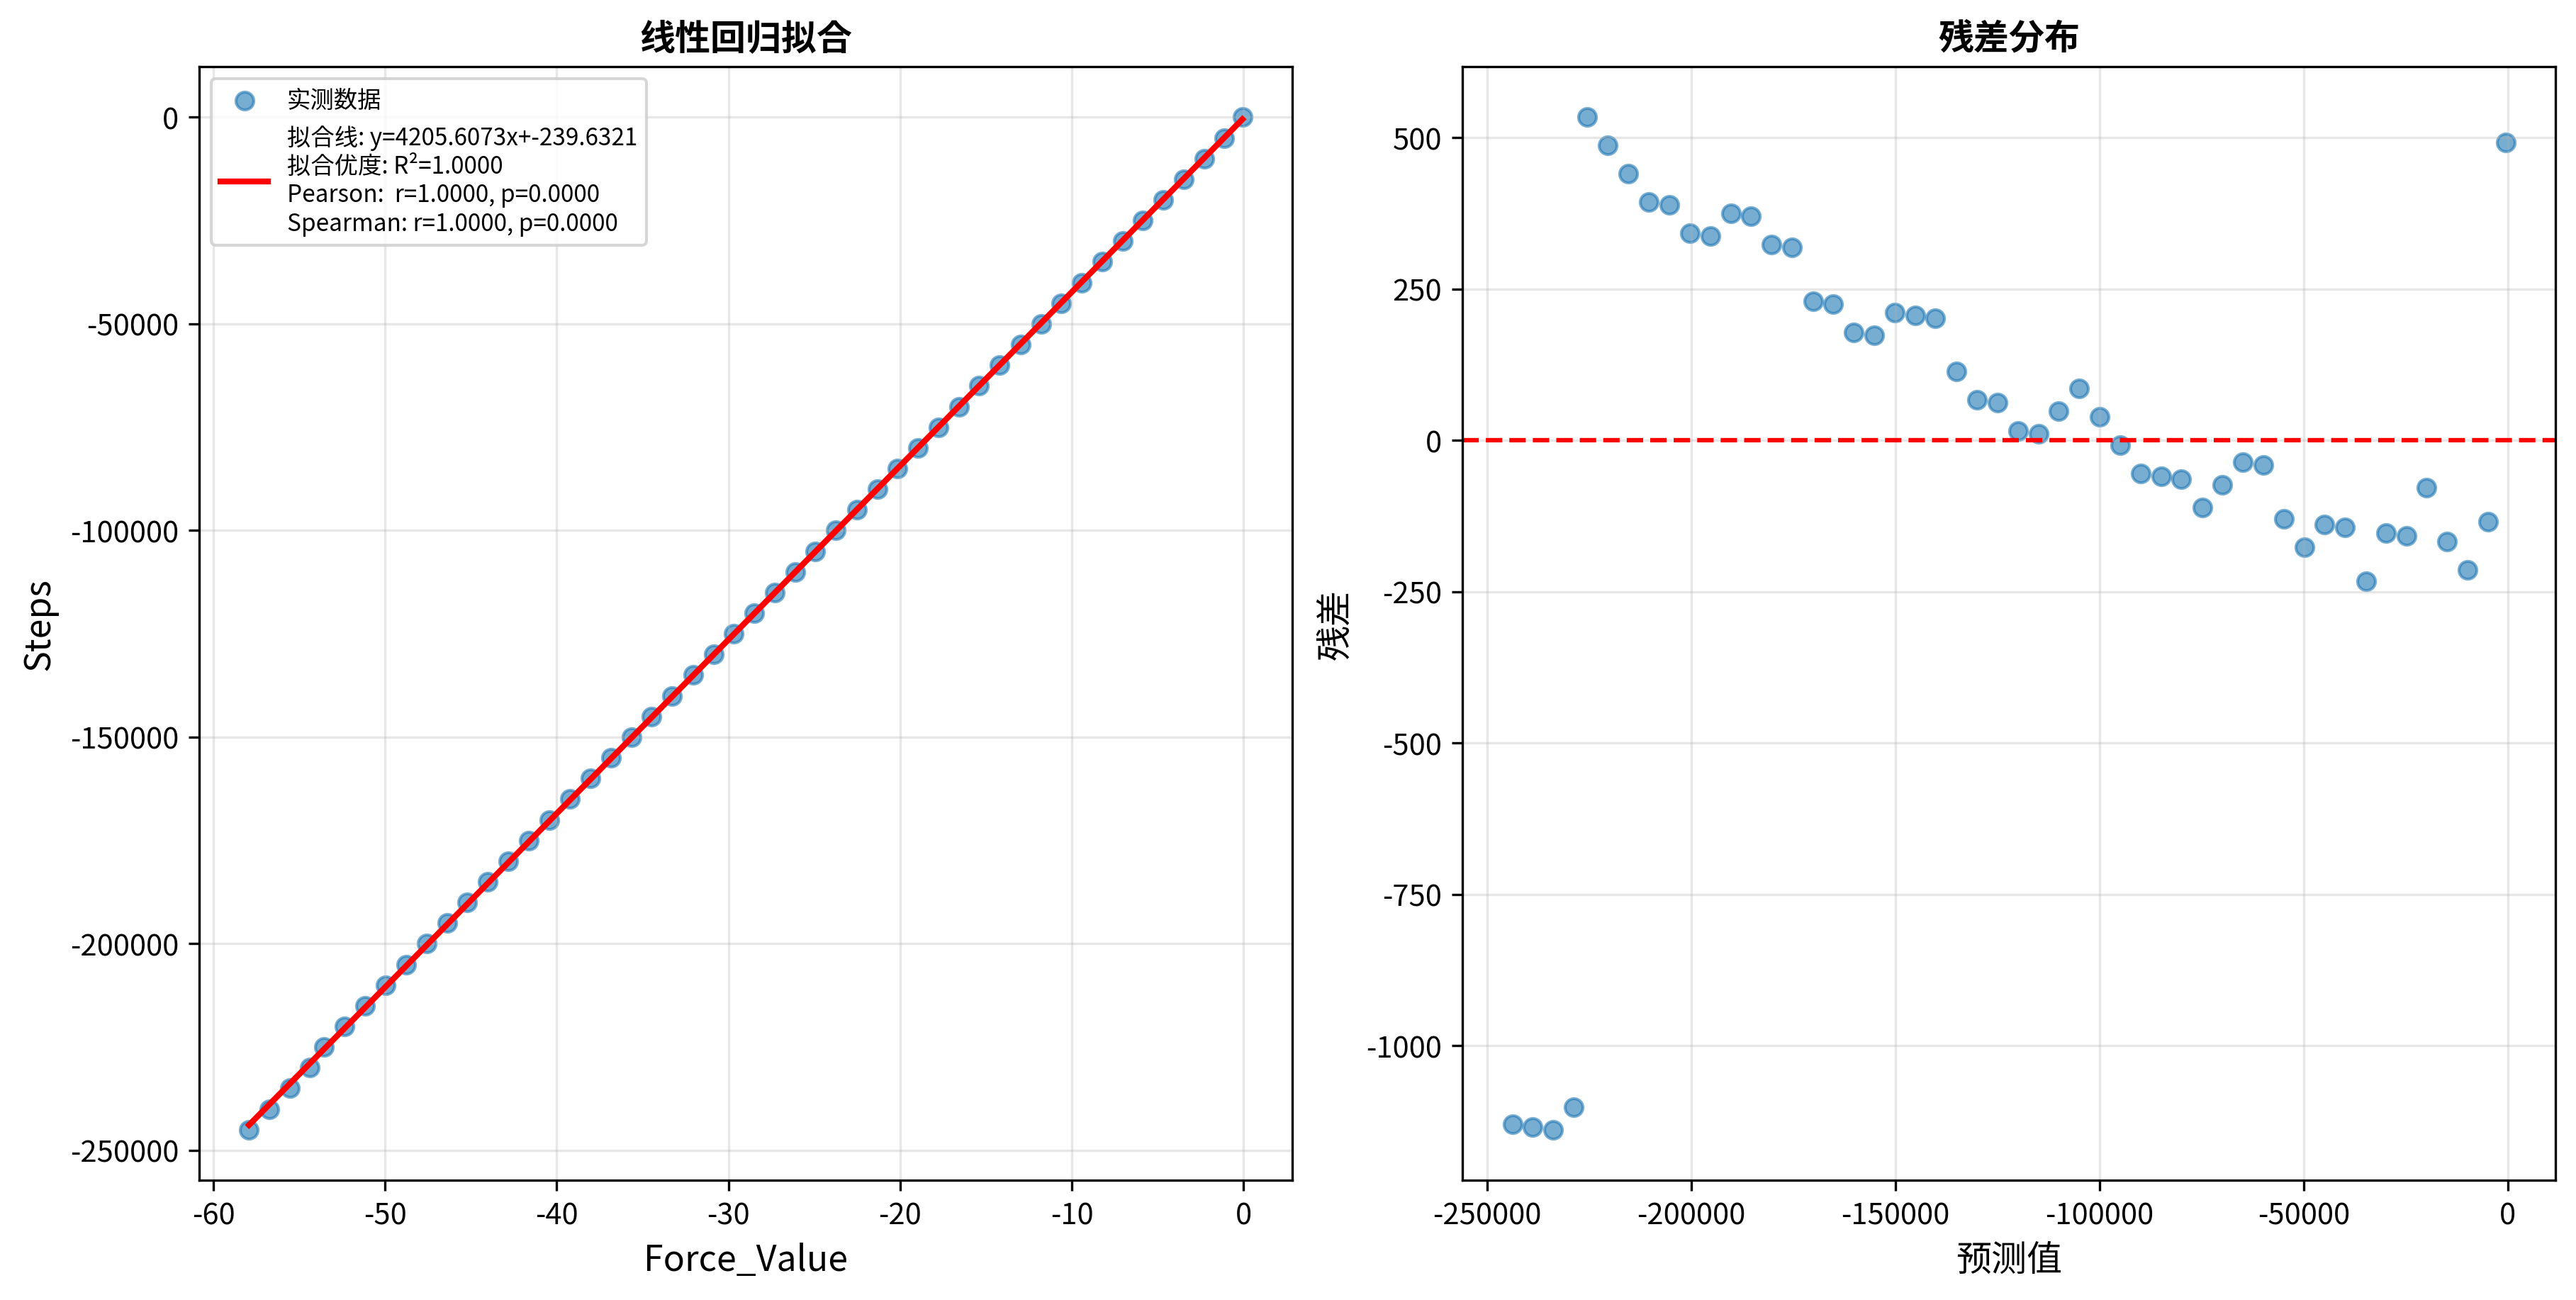 线性回归拟合
实测数据
拟合线: y=4205.6073x+-239.6321
拟合优度: R²=1.0000
Pearson: r=1.0000, p=0.0000
Spearman: r=1.0000, p=0.0000
0
-50000
-100000
-150000
-200000
-250000
Steps
-60 -50 -40 -30 -20 -10 0
Force_Value
残差分布
500
250
0
-250
-500
-750
-1000
残差
-250000 -200000 -150000 -100000 -50000 0
预测值